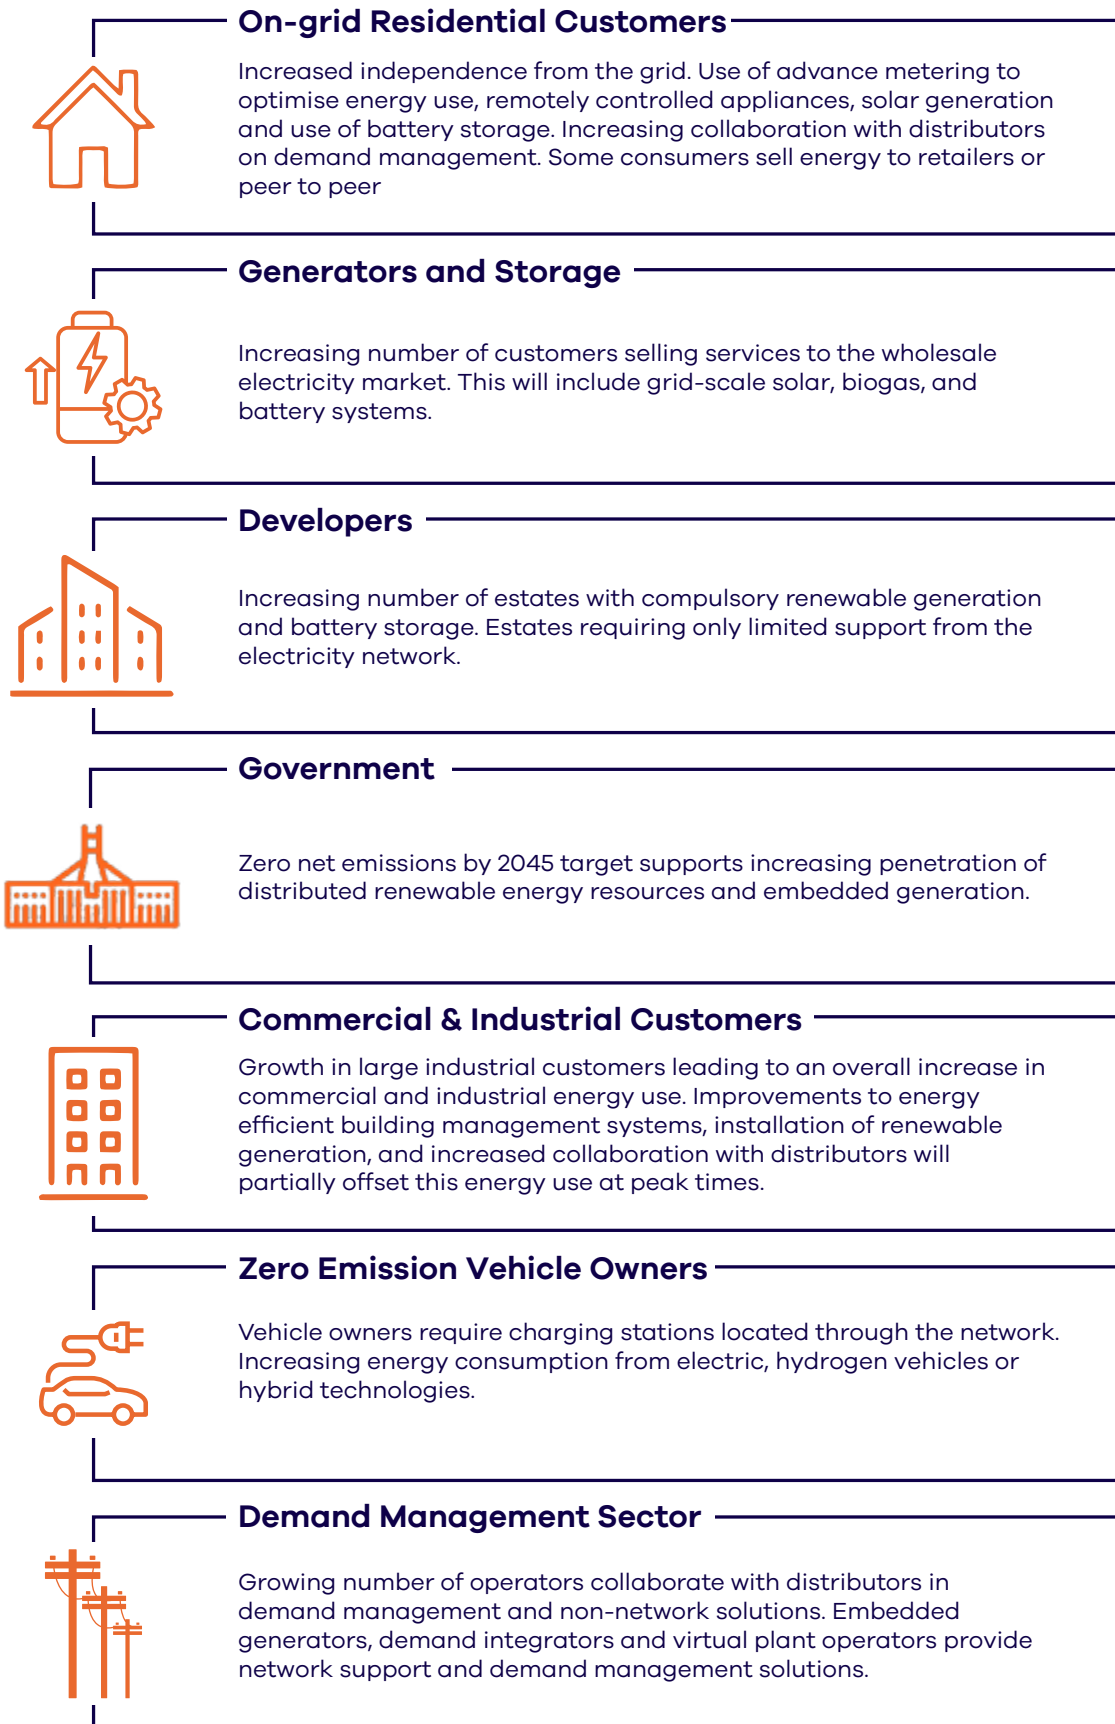 On-grid Residential Customers
Increased independence from the grid. Use of advance metering to
optimise energy use, remotely controlled appliances, solar generation
and use of battery storage. Increasing collaboration with distributors
on demand management. Some consumers sell energy to retailers or
peer to peer
Generators and Storage
Increasing number of customers selling services to the wholesale
electricity market. This will include grid-scale solar, biogas, and
battery systems.
Developers
Increasing number of estates with compulsory renewable generation
and battery storage. Estates requiring only limited support from the
electricity network.
Government
Zero net emissions by 2045 target supports increasing penetration of
distributed renewable energy resources and embedded generation.
Commercial & Industrial Customers
Growth in large industrial customers leading to an overall increase in
commercial and industrial energy use. Improvements to energy
efficient building management systems, installation of renewable
generation, and increased collaboration with distributors will
partially offset this energy use at peak times.
Zero Emission Vehicle Owners
Vehicle owners require charging stations located through the network.
Increasing energy consumption from electric, hydrogen vehicles or
hybrid technologies.
Demand Management Sector
Growing number of operators collaborate with distributors in
demand management and non-network solutions. Embedded
generators, demand integrators and virtual plant operators provide
network support and demand management solutions.